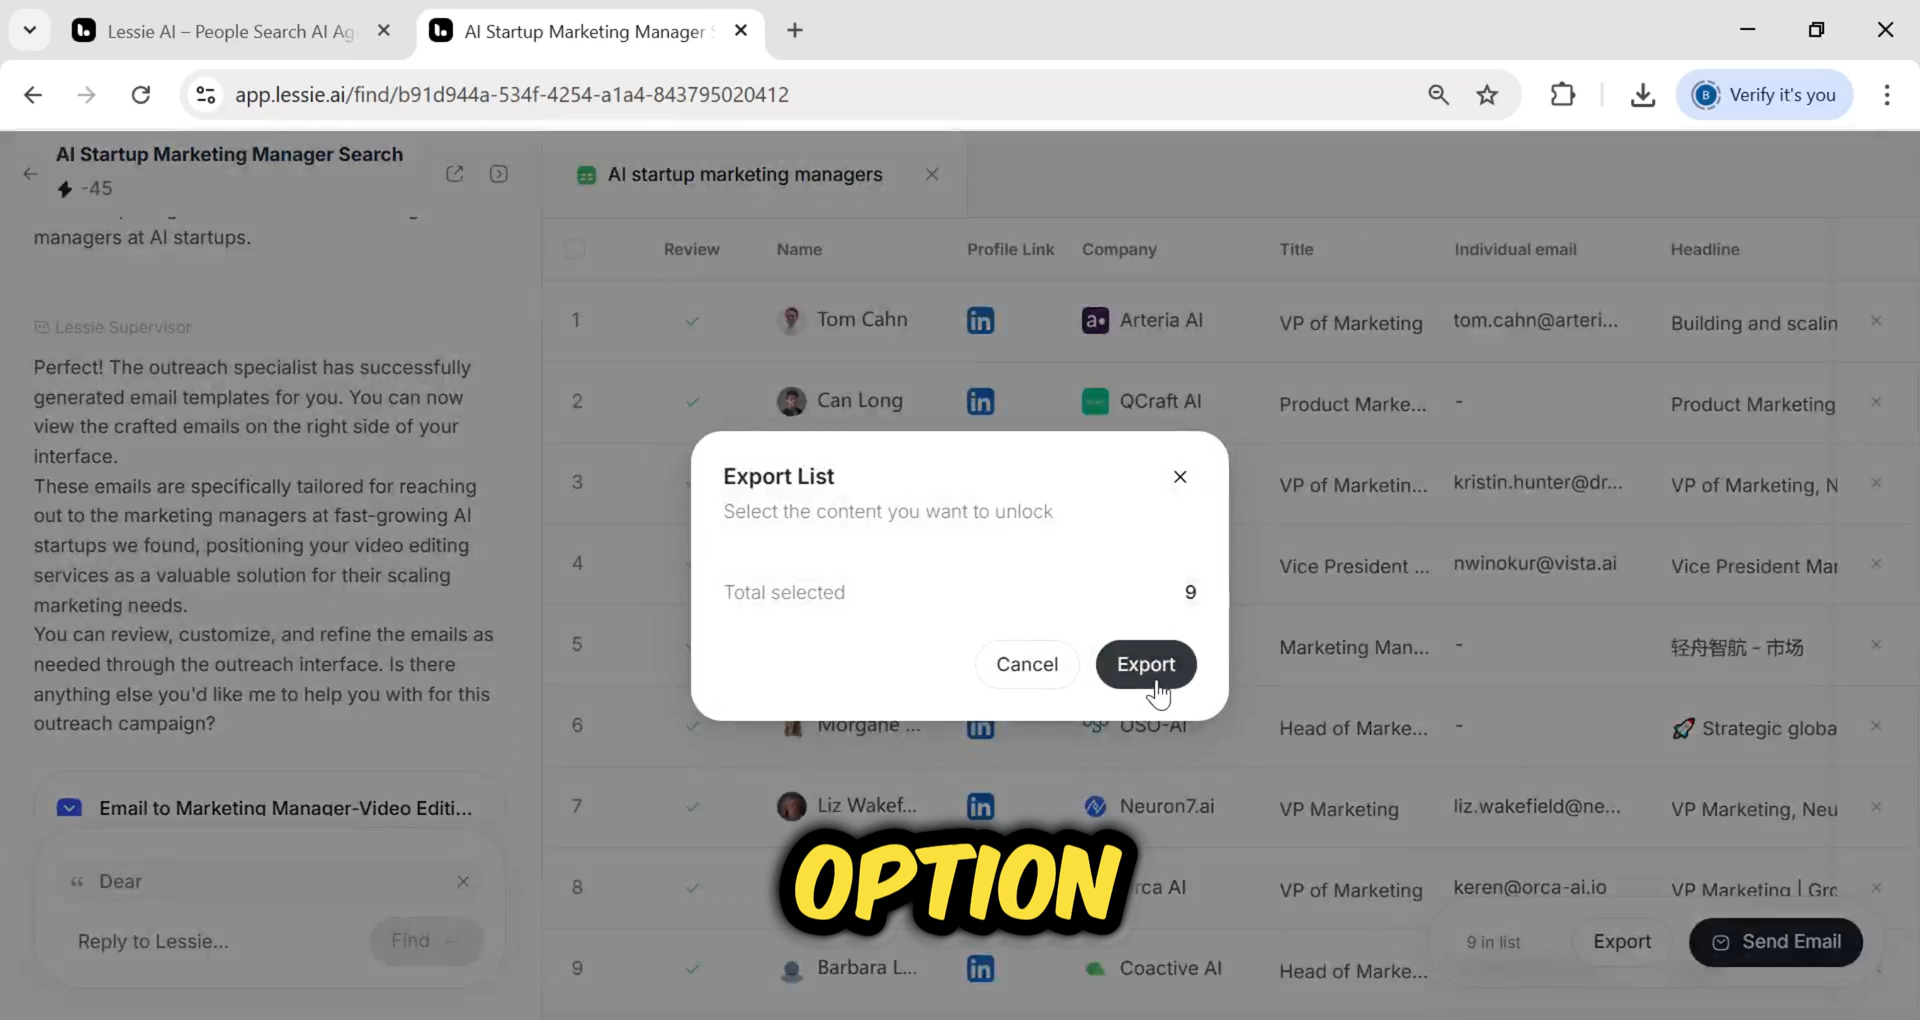 Lessie AI – People Search AI Ag
AI Startup Marketing Manager
app.lessie.ai/find/b91d944a-534f-4254-a1a4-843795020412
B
Verify it's you
AI Startup Marketing Manager Search
-45
managers at AI startups.
Lessie Supervisor
Perfect! The outreach specialist has successfully
generated email templates for you. You can now
view the crafted emails on the right side of your
interface.
These emails are specifically tailored for reaching
out to the marketing managers at fast-growing AI
startups we found, positioning your video editing
services as a valuable solution for their scaling
marketing needs.
You can review, customize, and refine the emails as
needed through the outreach interface. Is there
anything else you'd like me to help you with for this
outreach campaign?
Email to Marketing Manager-Video Editi...
Dear
Reply to Lessie...
Find
AI startup marketing managers
Review Name Profile Link Company Title Individual email Headline
1 Tom Cahn in a• Arteria AI VP of Marketing tom.cahn@arteri... Building and scalin
2 Can Long in QCraft AI Product Marke... - Product Marketing
3 VP of Marketin... kristin.hunter@dr... VP of Marketing, N
4 Vice President ... nwinokur@vista.ai Vice President Mar
5 Marketing Man... - 轻舟智航 - 市场
6 Morgane ... in OSO-AI Head of Marke... - 🚀 Strategic globa
7 Liz Wakef... in Neuron7.ai VP Marketing liz.wakefield@ne... VP Marketing, Neu
8 rca AI VP of Marketing keren@orca-ai.io VP Marketing | Gro
9 Barbara L... in Coactive AI Head of Marke...
Export List
Select the content you want to unlock
Total selected 9
Cancel
Export
OPTION
9 in list
Export
Send Email